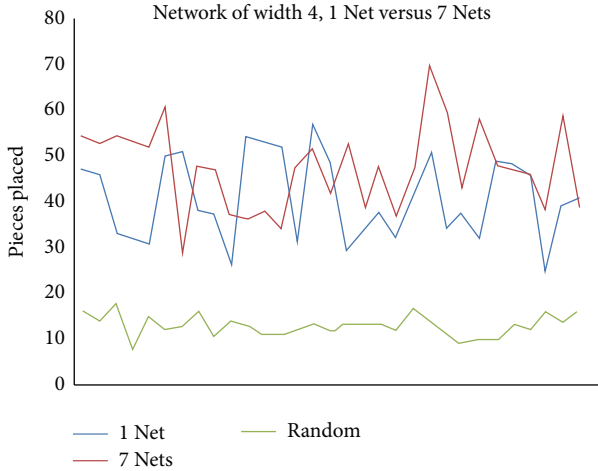 Network of width 4, 1 Net versus 7 Nets
80
70
60
50
40
30
20
10
0
Pieces placed
1 Net
Random
7 Nets